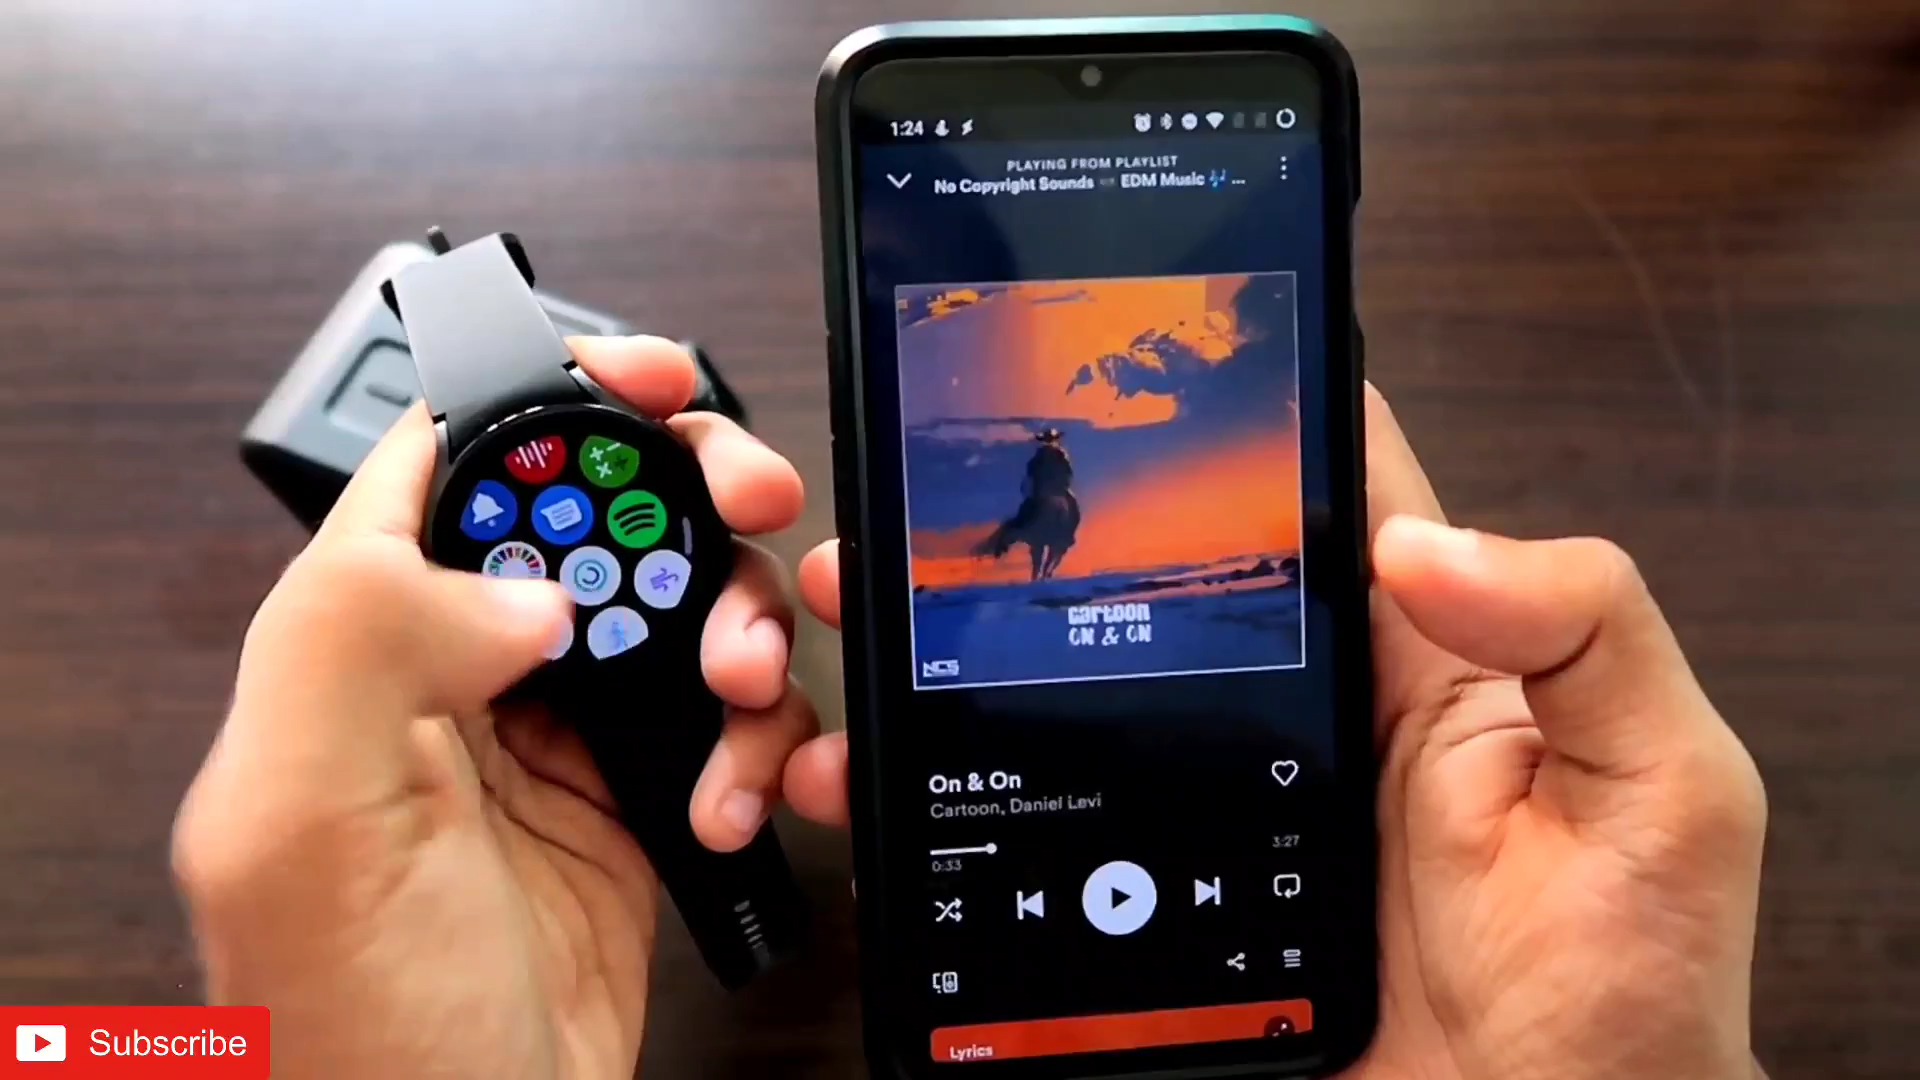 1:24
PLAYING FROM PLAYLIST
No Copyright Sounds EDM Music 🎶 ...
cartoon
ON & ON
NCS
On & On
Cartoon, Daniel Levi
0:33
3:27
Lyrics
Subscribe